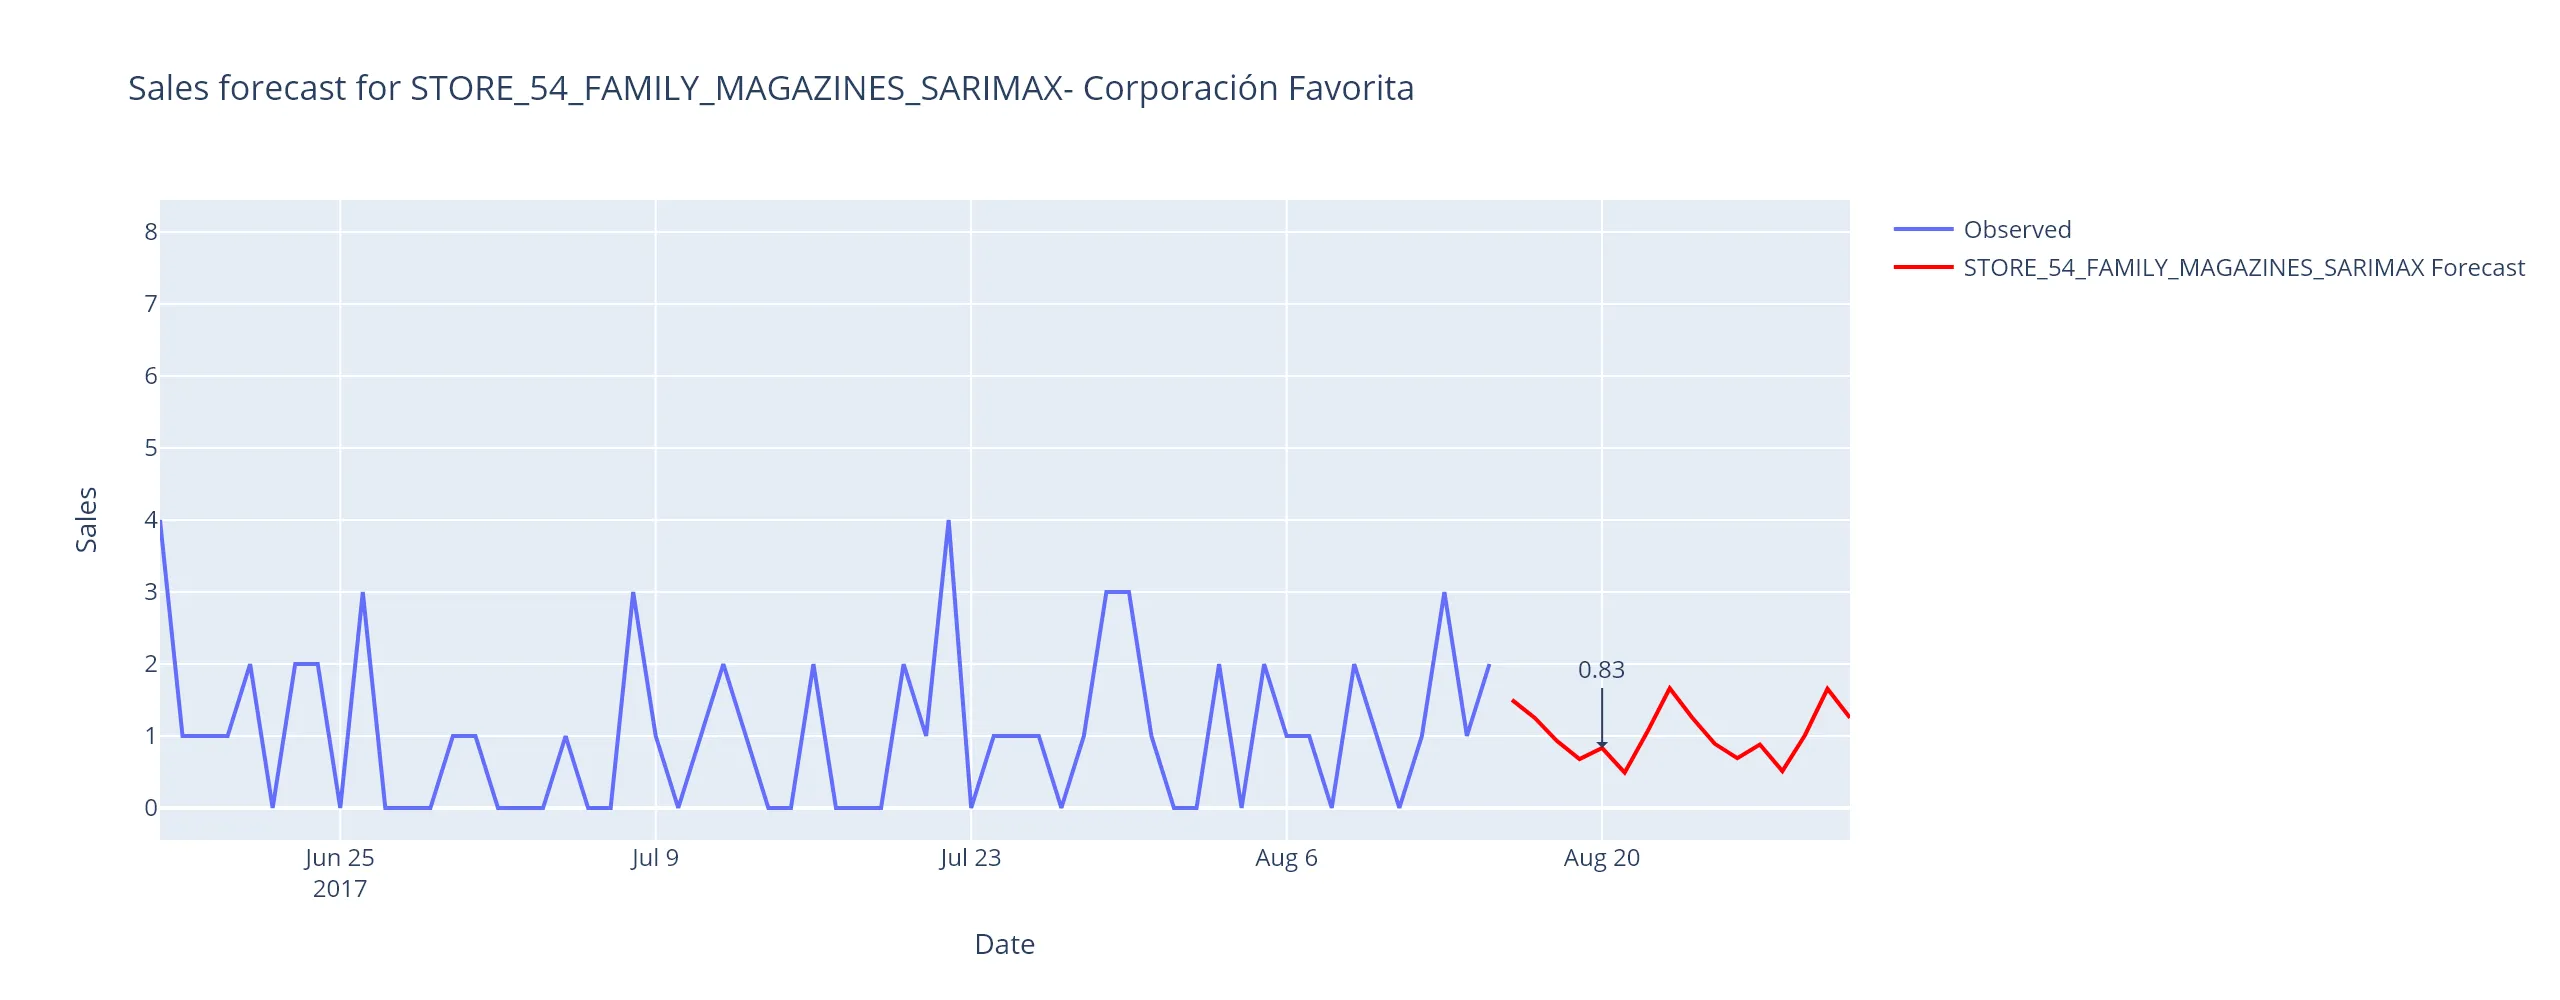 Sales forecast for STORE_54_FAMILY_MAGAZINES_SARIMAX- Corporación Favorita
Observed
STORE_54_FAMILY_MAGAZINES_SARIMAX Forecast
8
7
6
5
4
3
2
1
0
Sales
0.83
Jun 25
2017
Jul 9
Jul 23
Aug 6
Aug 20
Date